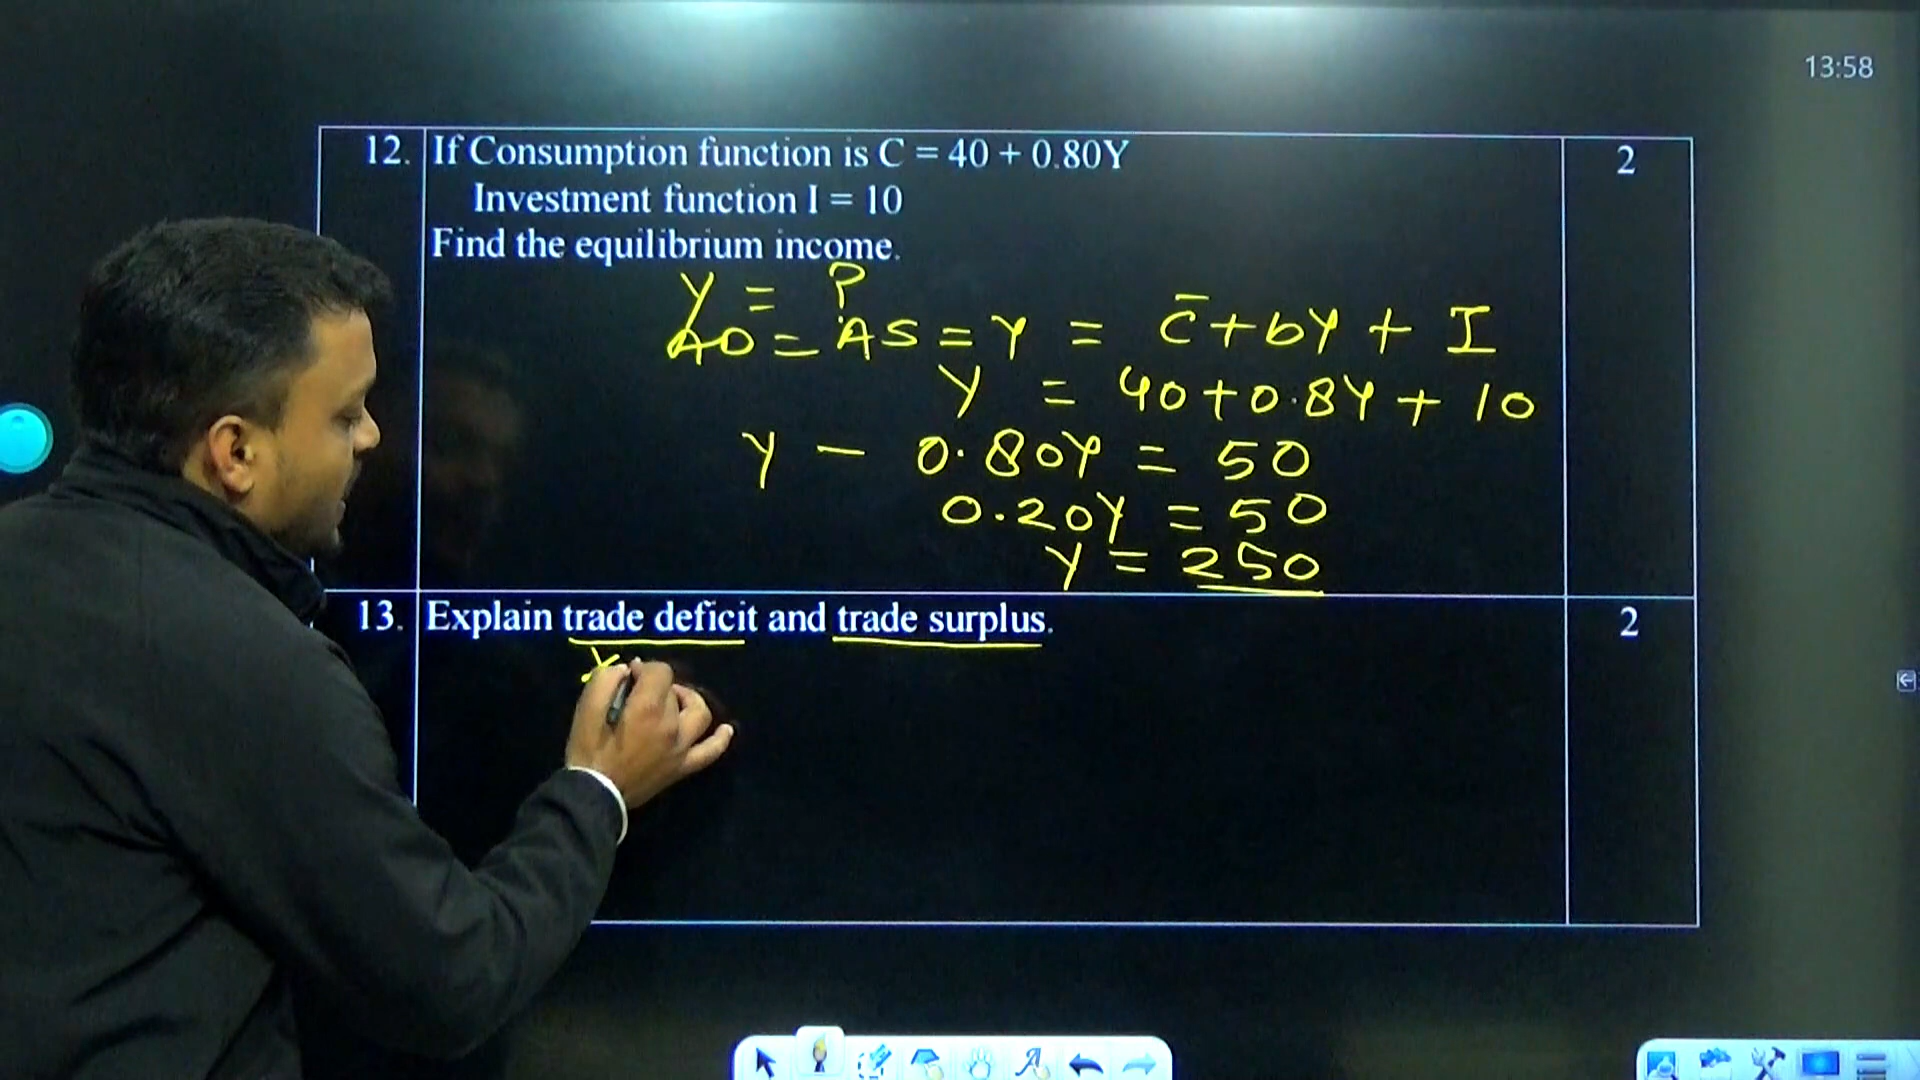 13:58
12. If Consumption function is C = 40 + 0.80Y 2
Investment function I = 10
Find the equilibrium income.
Y = ?
AD = AS = Y = C̄ + bY + I
Y = 40 + 0.8Y + 10
Y - 0.80Y = 50
0.20Y = 50
Y = 250
13. Explain trade deficit and trade surplus. 2